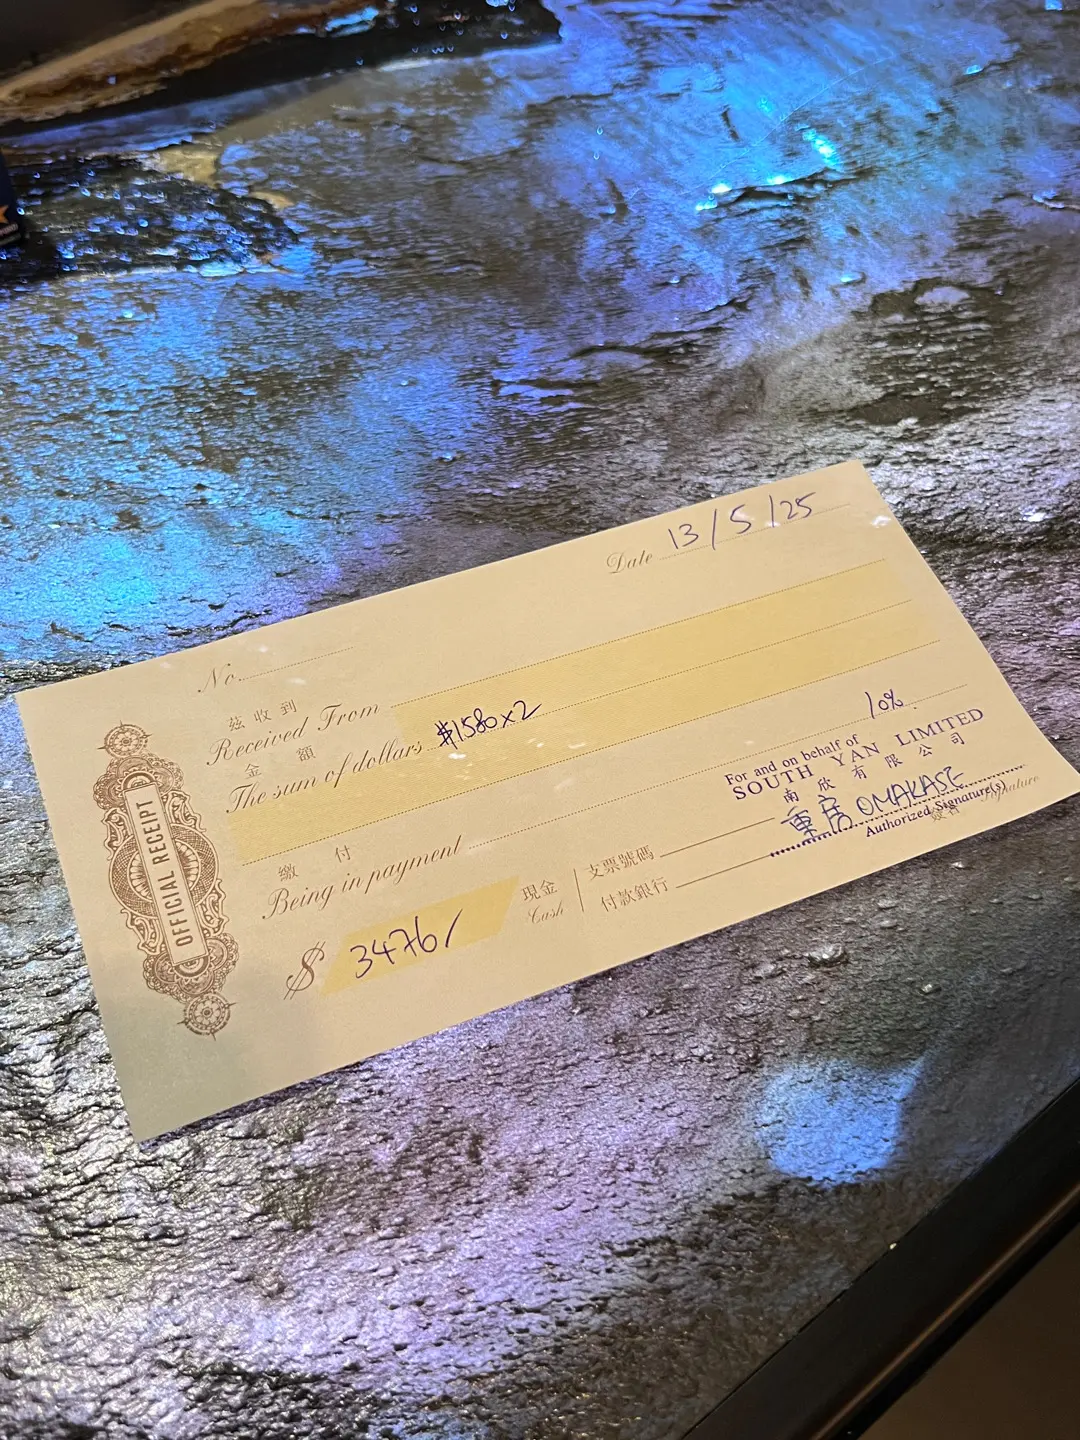 Date 13/5/25
No.
茲收到
Received From
金額
The sum of dollars $1580x2
10%.
繳付
Being in payment
For and on behalf of
SOUTH YAN LIMITED
南欣有限公司
OMAKASE
Authorized Signature(s)
Signature
$ 3476/
現金
Cash
支票號碼
付款銀行
OFFICIAL RECEIPT